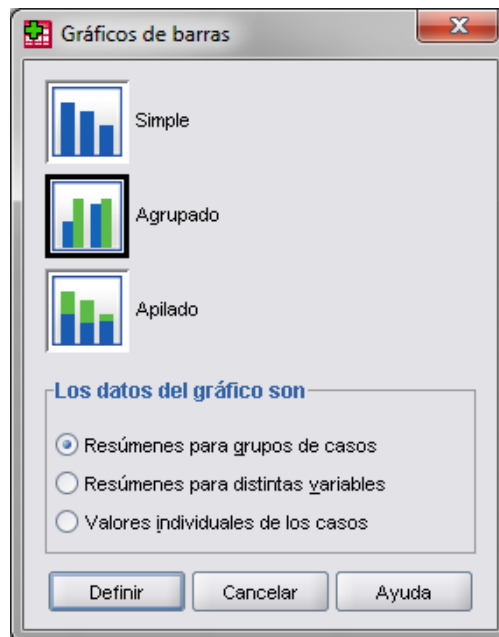 Gráficos de barras
Simple
Agrupado
Apilado
Los datos del gráfico son
Resúmenes para grupos de casos
Resúmenes para distintas variables
Valores individuales de los casos
Definir Cancelar Ayuda